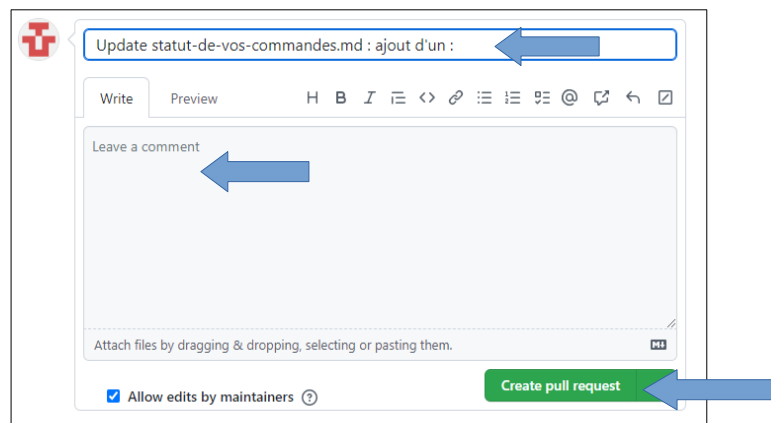 Update statut-de-vos-commandes.md : ajout d'un :
Write Preview H B I <> @
Leave a comment
Attach files by dragging & dropping, selecting or pasting them. M↓
Create pull request
Allow edits by maintainers ?